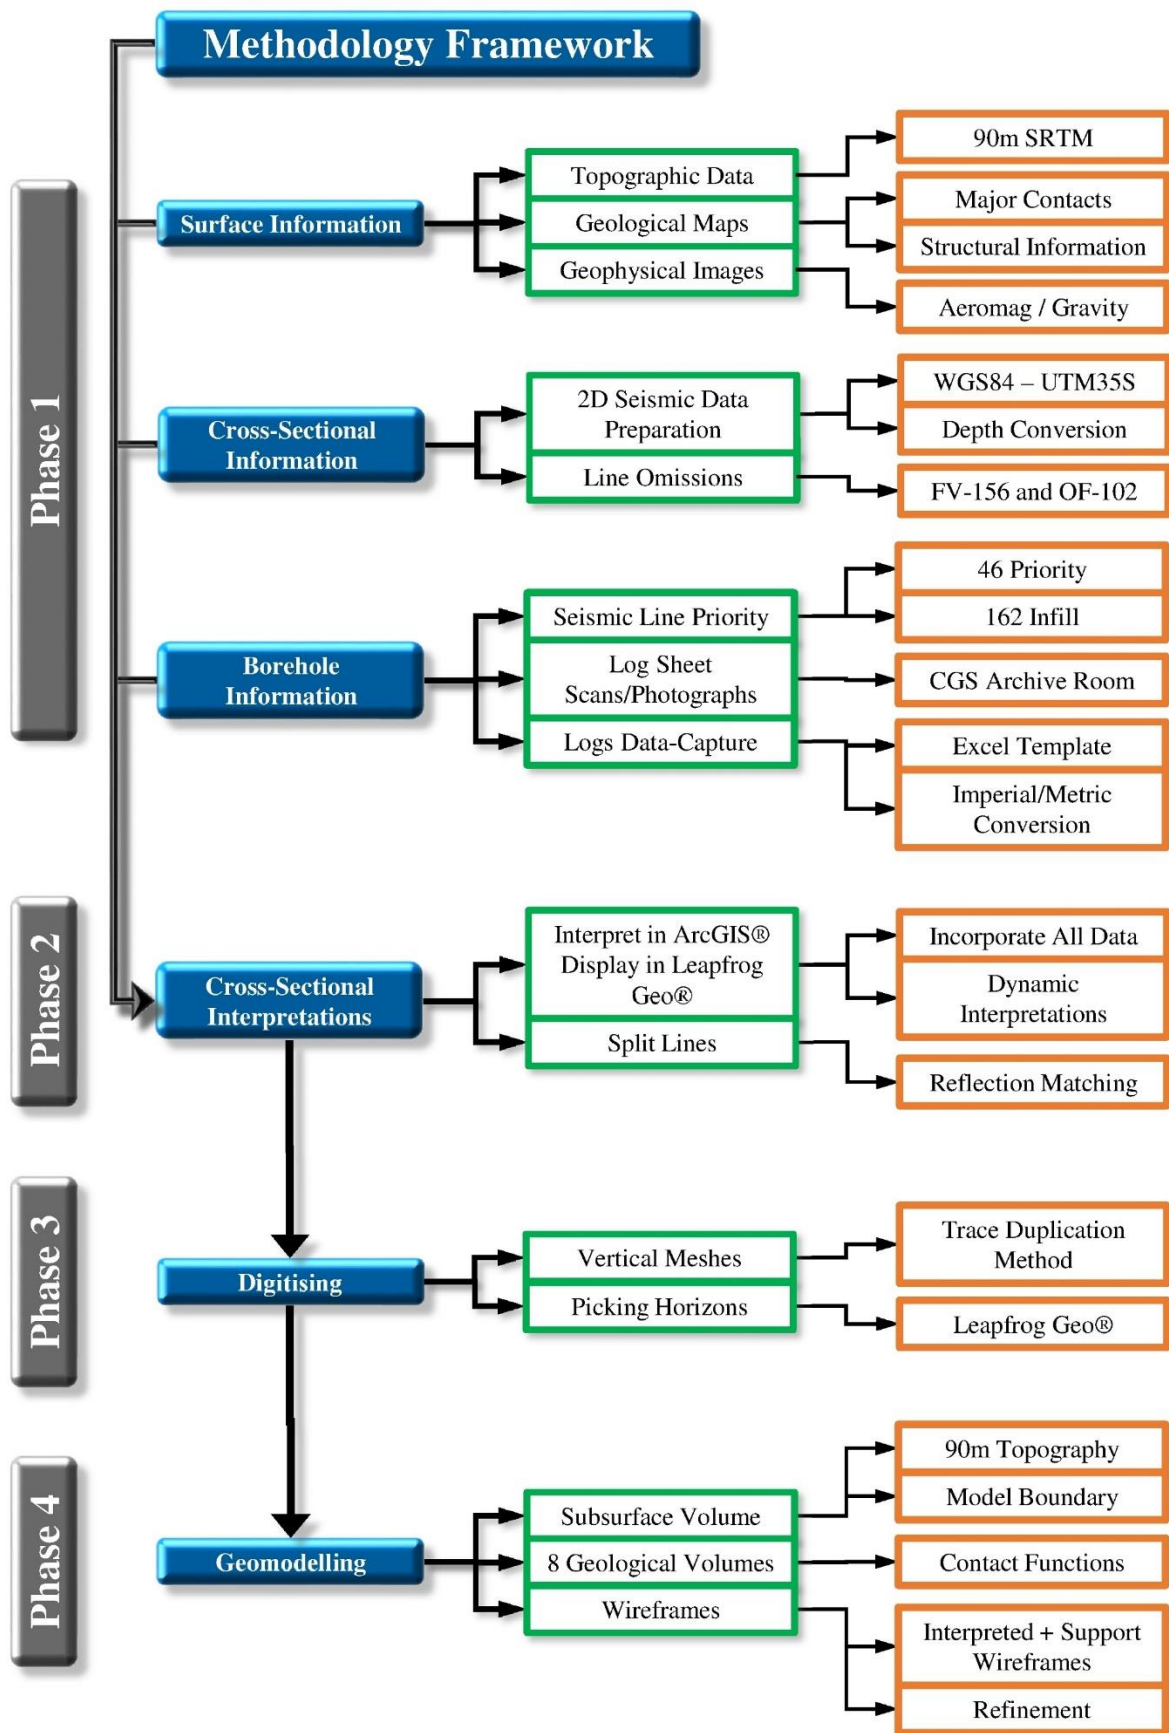 Methodology Framework
Phase 1
Surface Information
Topographic Data
Geological Maps
Geophysical Images
90m SRTM
Major Contacts
Structural Information
Aeromag / Gravity
Cross-Sectional
Information
2D Seismic Data
Preparation
Line Omissions
WGS84 – UTM35S
Depth Conversion
FV-156 and OF-102
Borehole
Information
Seismic Line Priority
Log Sheet
Scans/Photographs
Logs Data-Capture
46 Priority
162 Infill
CGS Archive Room
Excel Template
Imperial/Metric
Conversion
Phase 2
Cross-Sectional
Interpretations
Interpret in ArcGIS®
Display in Leapfrog
Geo®
Split Lines
Incorporate All Data
Dynamic
Interpretations
Reflection Matching
Phase 3
Digitising
Vertical Meshes
Picking Horizons
Trace Duplication
Method
Leapfrog Geo®
Phase 4
Geomodelling
Subsurface Volume
8 Geological Volumes
Wireframes
90m Topography
Model Boundary
Contact Functions
Interpreted + Support
Wireframes
Refinement